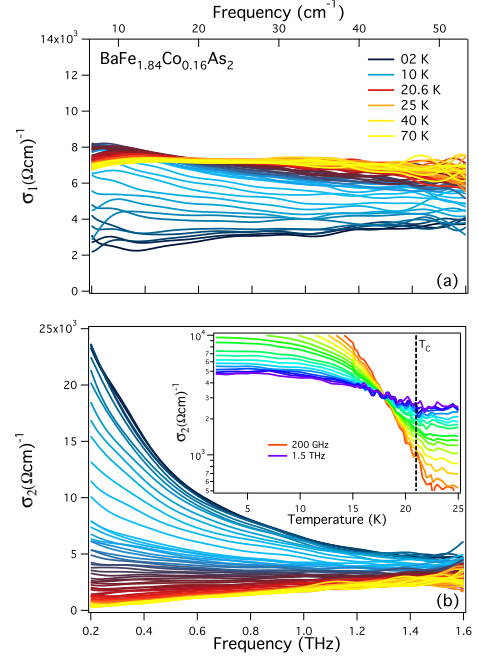 Frequency (cm⁻¹)
10 20 30 40 50
14x10³
12
10
8
6
4
2
0
σ₁(Ωcm)⁻¹
BaFe₁.₈₄Co₀.₁₆As₂
02 K
10 K
20.6 K
25 K
40 K
70 K
(a)
25x10³
20
15
10
5
0
σ₂(Ωcm)⁻¹
10⁴
8
7
6
5
4
3
2
10³
8
7
6
5
σ₂(Ωcm)⁻¹
T_C
200 GHz
1.5 THz
5 10 15 20 25
Temperature (K)
(b)
0.2 0.4 0.6 0.8 1.0 1.2 1.4 1.6
Frequency (THz)